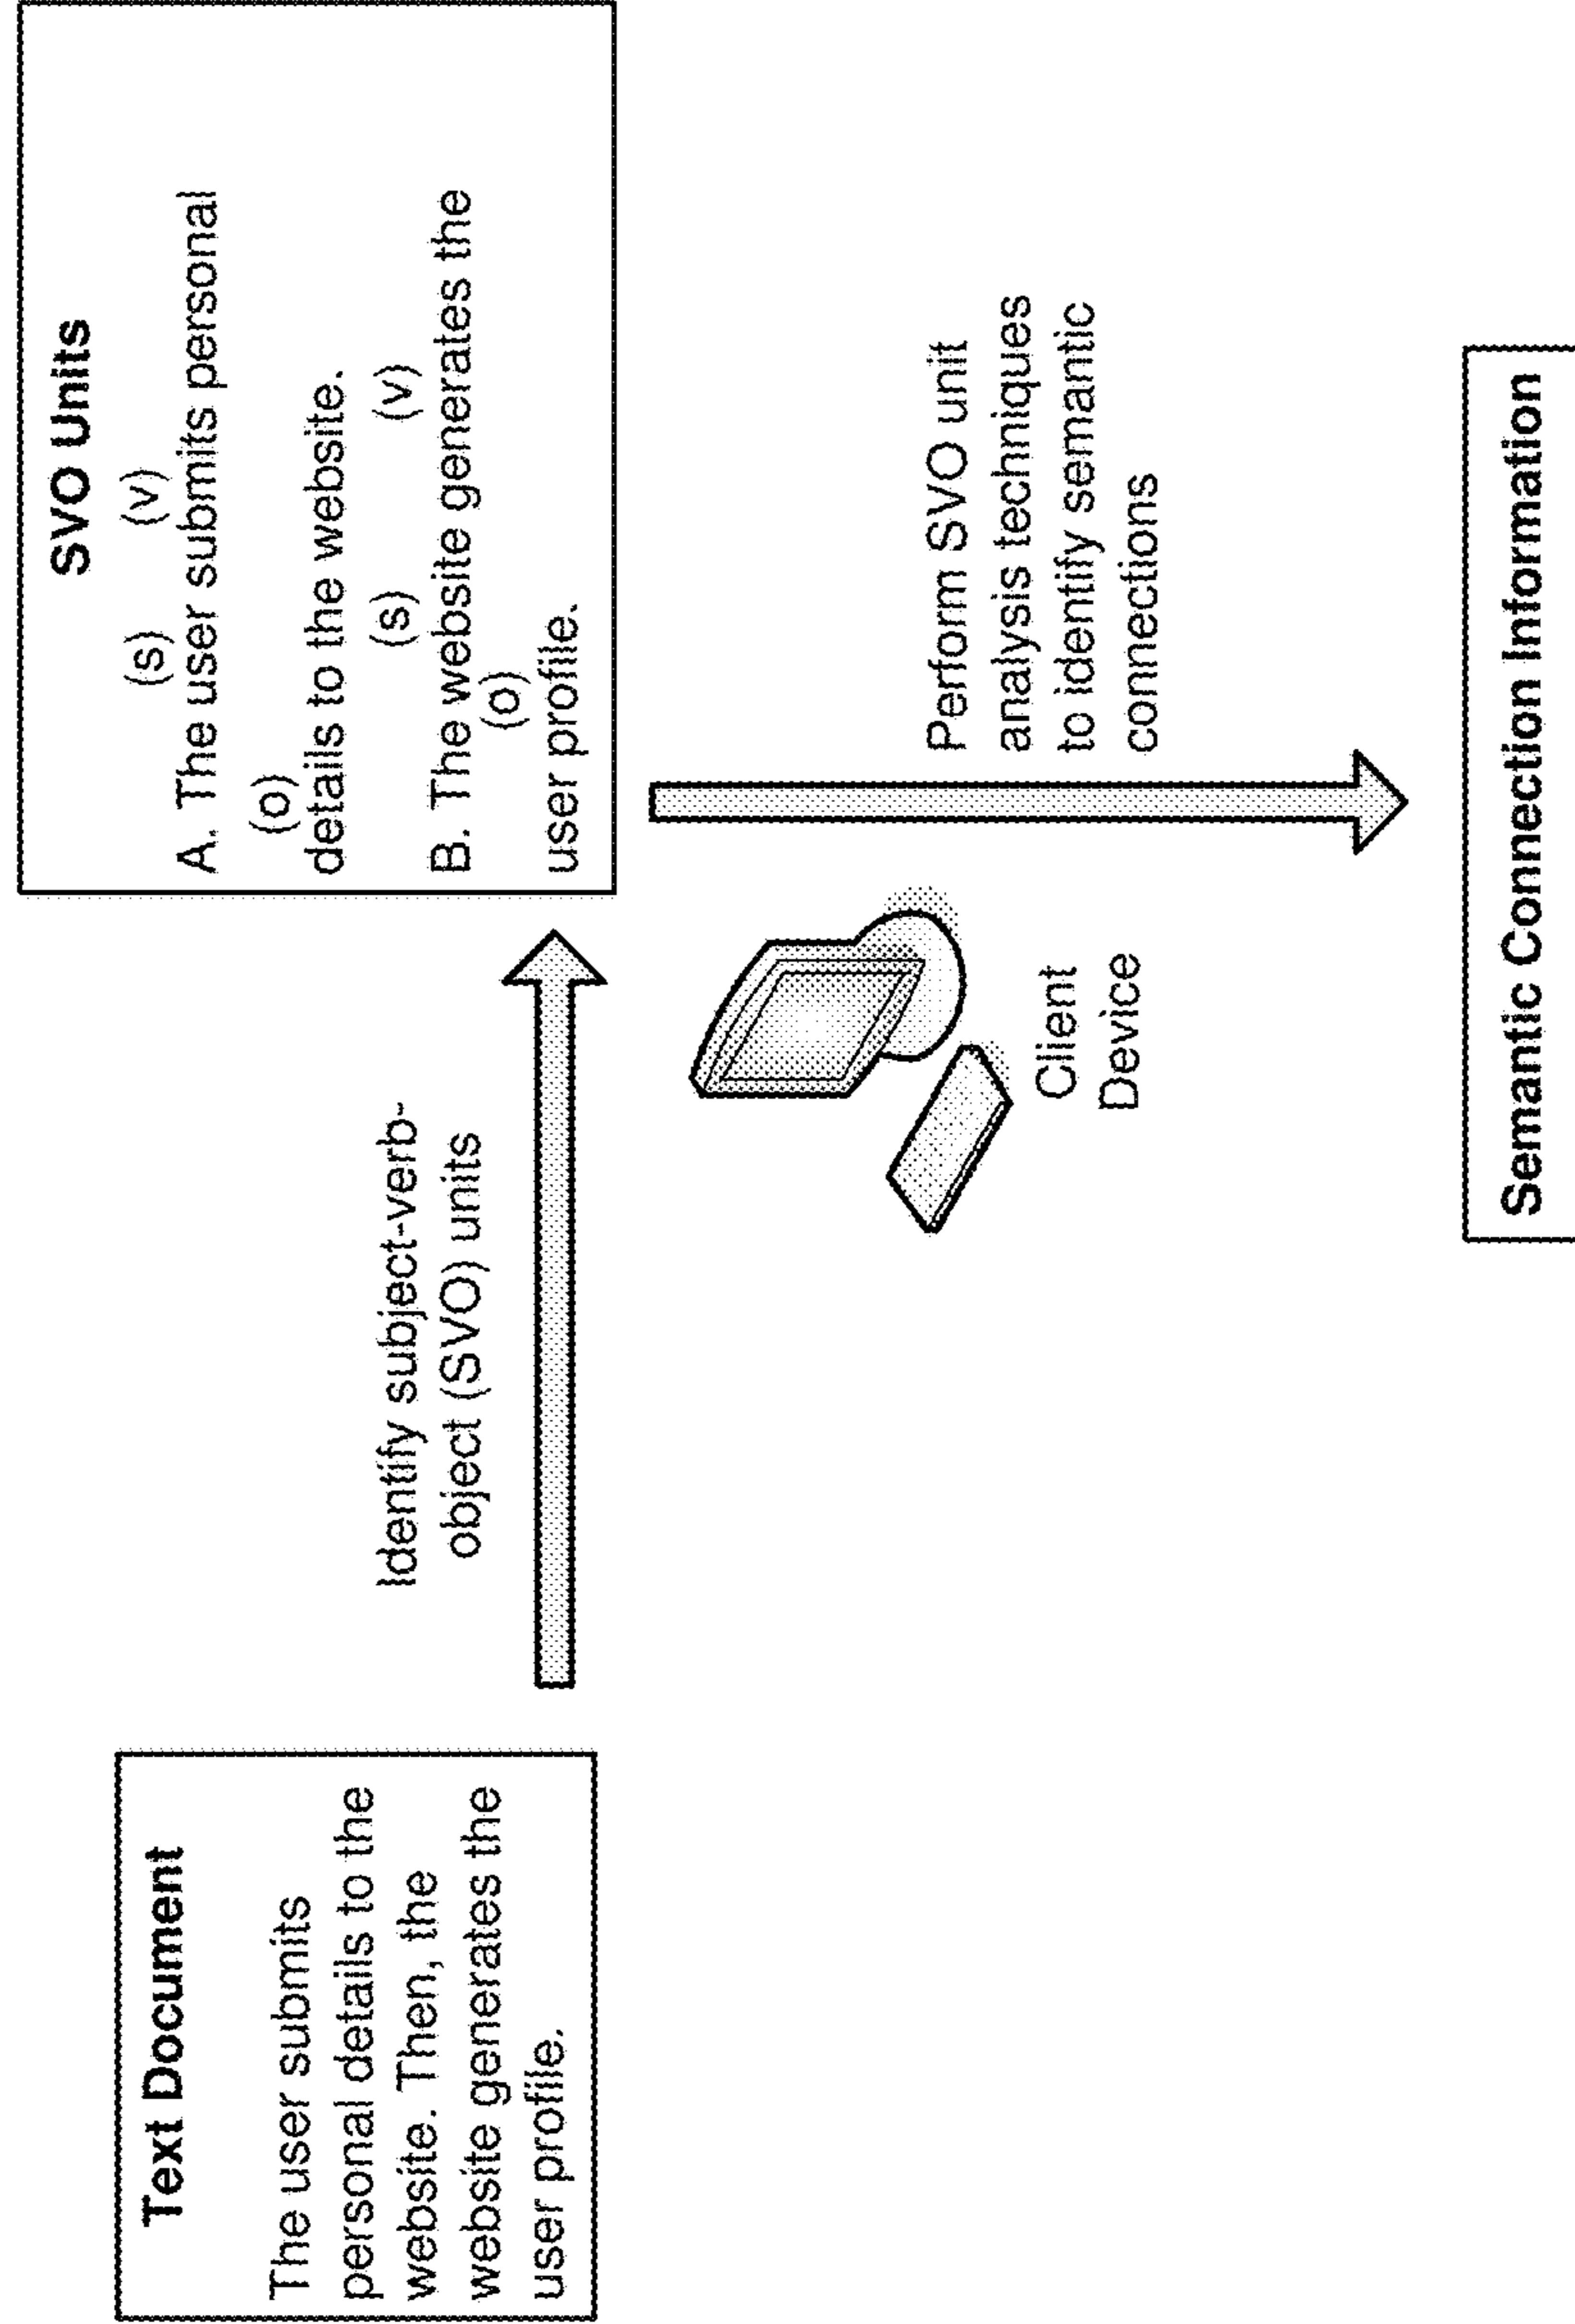 Text Document
The user submits
personal details to the
website. Then, the
website generates the
user profile.
Identify subject-verb-
object (SVO) units
SVO Units
(s) (v)
A. The user submits personal
(o)
details to the website.
(s) (v)
B. The website generates the
(o)
user profile.
Client
Device
Perform SVO unit
analysis techniques
to identify semantic
connections
Semantic Connection Information